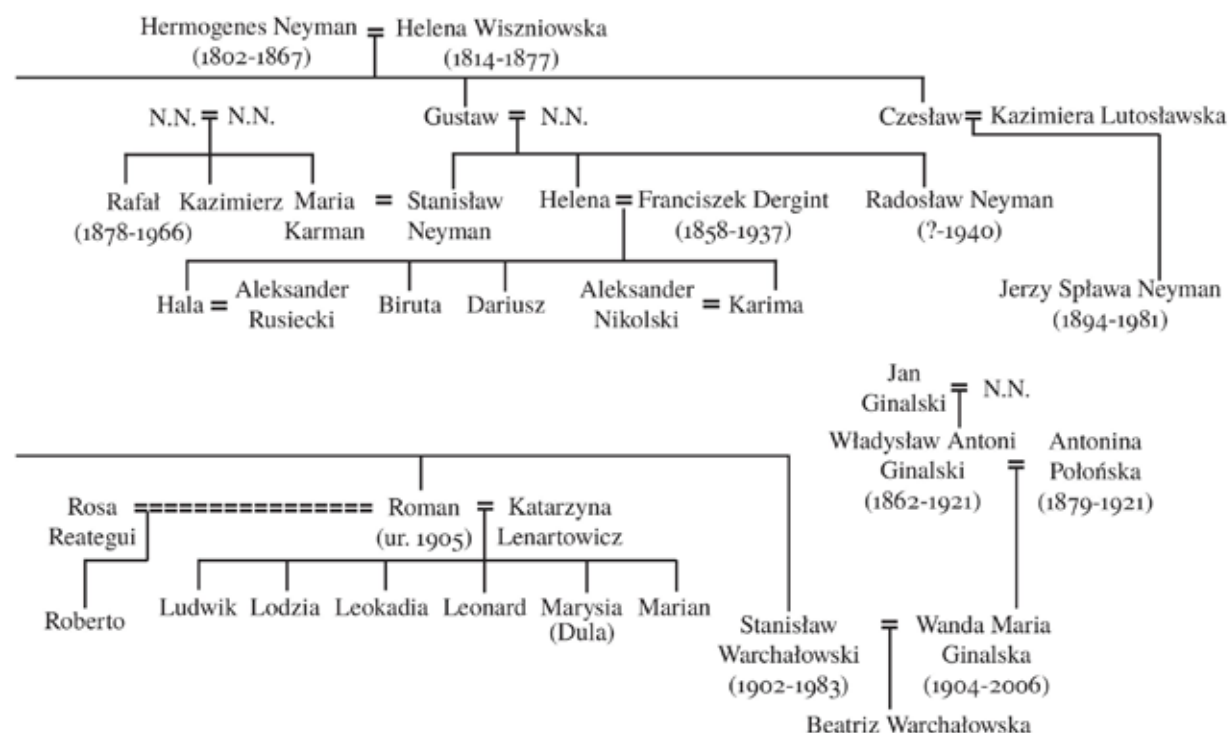 Hermogenes Neyman = Helena Wiszniowska
(1802-1867) (1814-1877)
N.N. = N.N. Gustaw = N.N. Czesław = Kazimiera Lutosławska
Rafał Kazimierz Maria = Stanisław Helena = Franciszek Dergint Radosław Neyman
(1878-1966) Karman Neyman (1858-1937) (?-1940)
Hala = Aleksander Biruta Dariusz Aleksander = Karima Jerzy Spława Neyman
Rusiecki Nikolski (1894-1981)
Jan = N.N.
Ginalski
Władysław Antoni = Antonina
Ginalski Połońska
(1862-1921) (1879-1921)
Rosa ================ Roman = Katarzyna
Reategui (ur. 1905) Lenartowicz
Roberto Ludwik Lodzia Leokadia Leonard Marysia Marian
(Dula)
Stanisław = Wanda Maria
Warchałowski Ginalska
(1902-1983) (1904-2006)
Beatriz Warchałowska